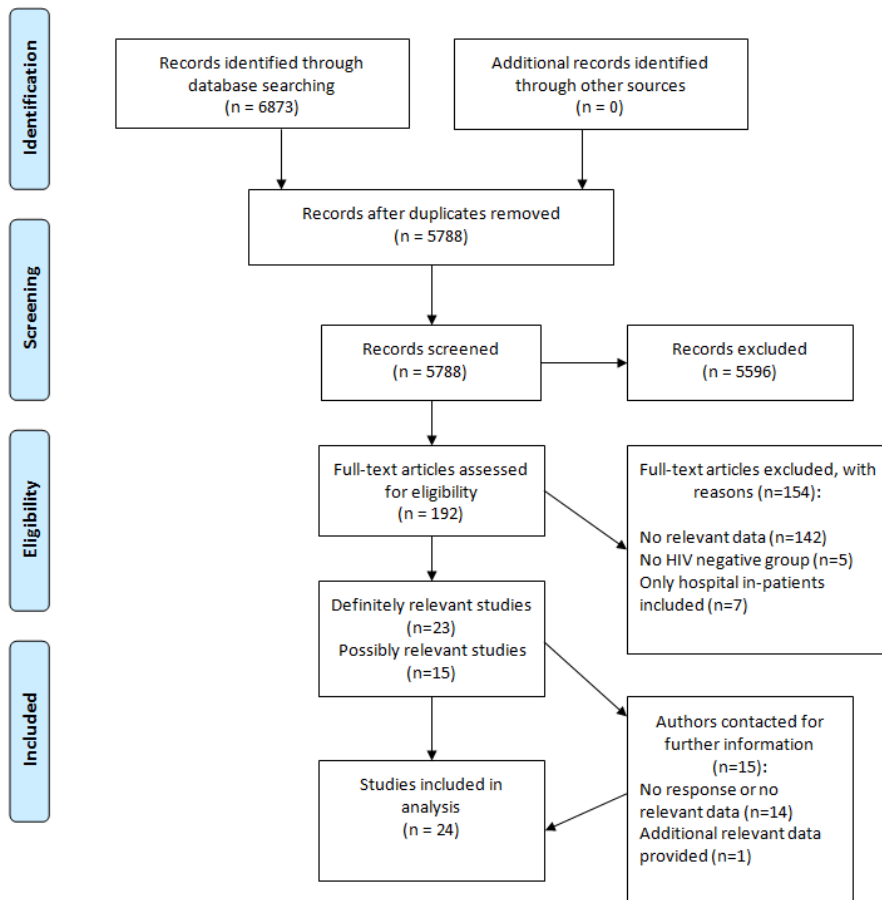 Identification
Records identified through
database searching
(n = 6873)
Additional records identified
through other sources
(n = 0)
Records after duplicates removed
(n = 5788)
Screening
Records screened
(n = 5788)
Records excluded
(n = 5596)
Eligibility
Full-text articles assessed
for eligibility
(n = 192)
Full-text articles excluded, with
reasons (n=154):
No relevant data (n=142)
No HIV negative group (n=5)
Only hospital in-patients
included (n=7)
Definitely relevant studies
(n=23)
Possibly relevant studies
(n=15)
Included
Authors contacted for
further information
(n=15):
No response or no
relevant data (n=14)
Additional relevant data
provided (n=1)
Studies included in
analysis
(n = 24)